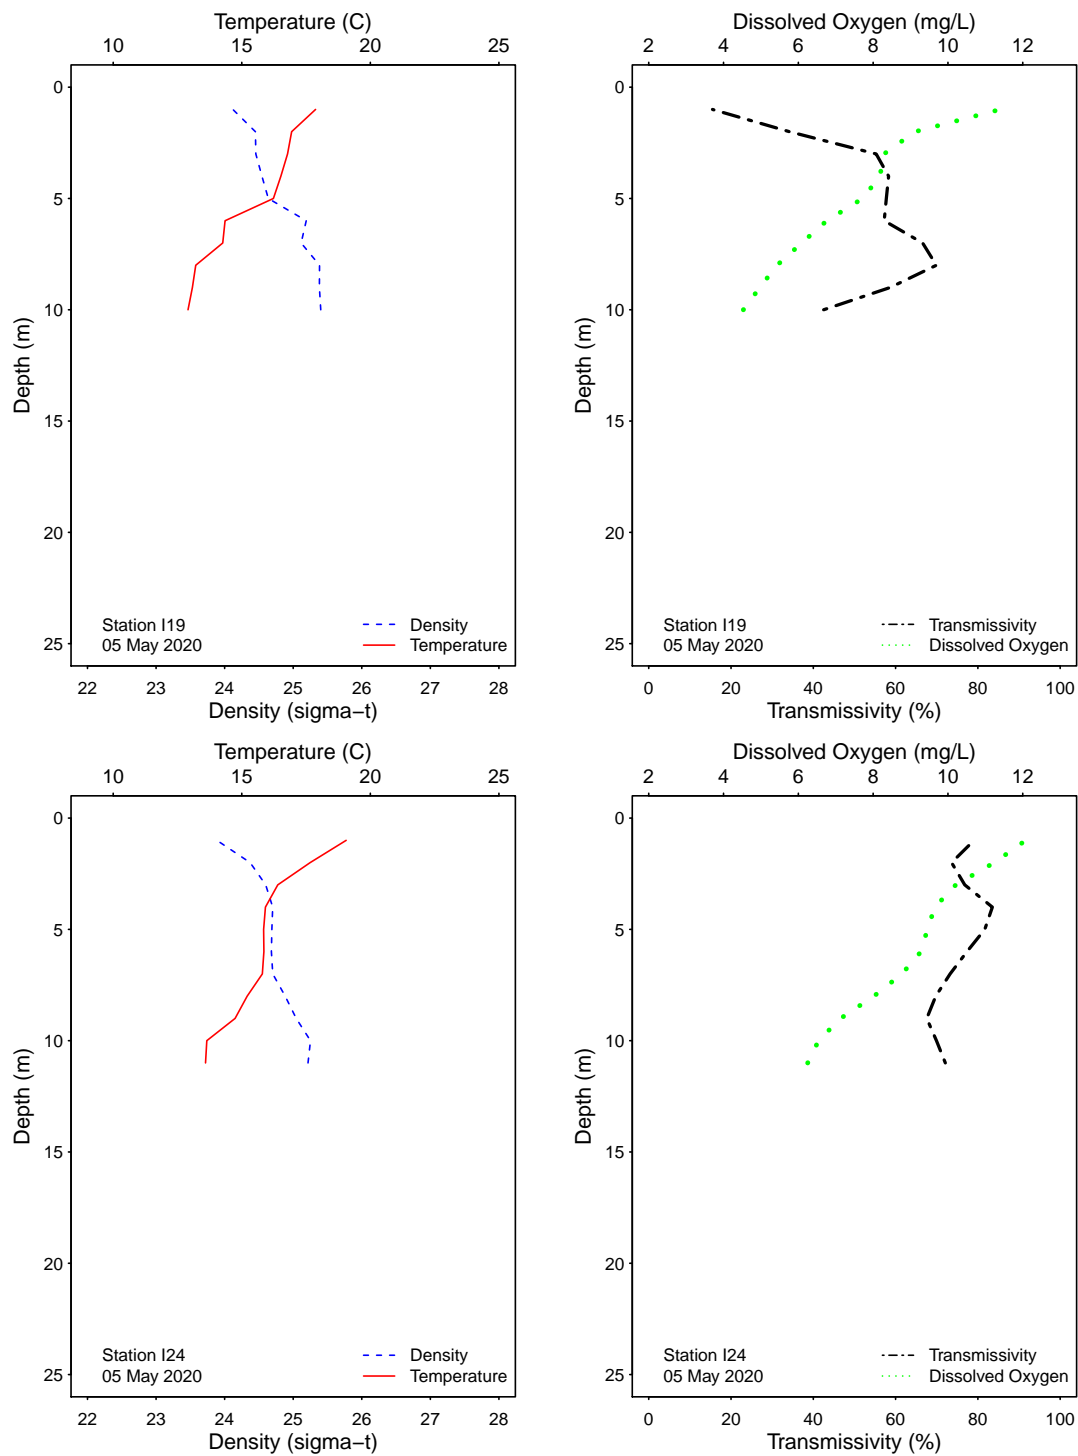 Temperature (C)
10 15 20 25
0
5
10
15
20
25
Depth (m)
Station I19
05 May 2020
Density
Temperature
22 23 24 25 26 27 28
Density (sigma−t)
Dissolved Oxygen (mg/L)
2 4 6 8 10 12
0
5
10
15
20
25
Depth (m)
Station I19
05 May 2020
Transmissivity
Dissolved Oxygen
0 20 40 60 80 100
Transmissivity (%)
Temperature (C)
10 15 20 25
0
5
10
15
20
25
Depth (m)
Station I24
05 May 2020
Density
Temperature
22 23 24 25 26 27 28
Density (sigma−t)
Dissolved Oxygen (mg/L)
2 4 6 8 10 12
0
5
10
15
20
25
Depth (m)
Station I24
05 May 2020
Transmissivity
Dissolved Oxygen
0 20 40 60 80 100
Transmissivity (%)